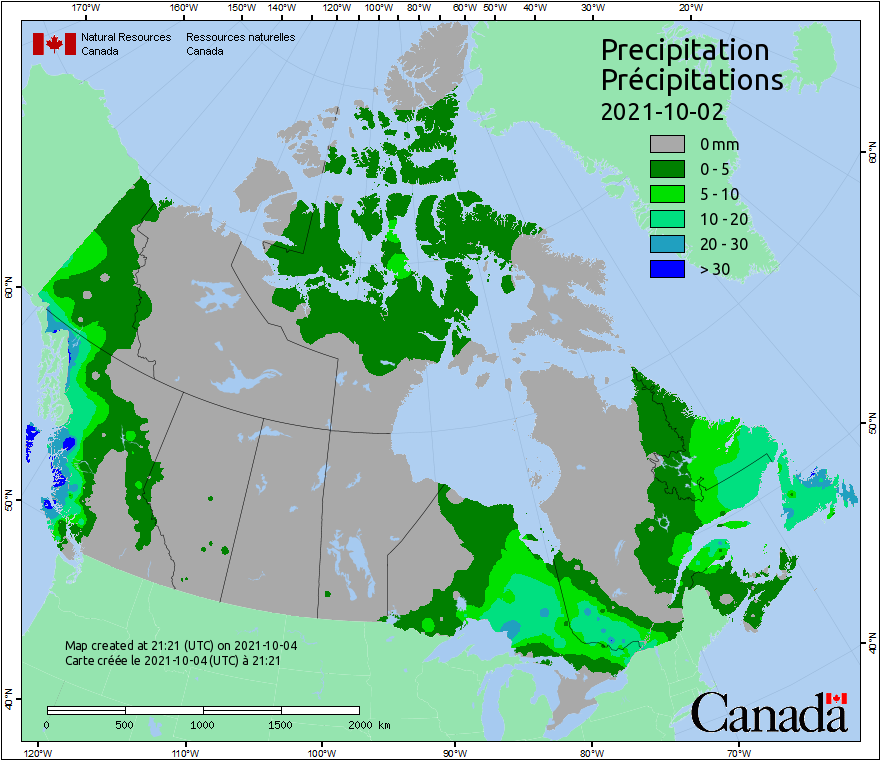 170°W 160°W 150°W 140°W 130°W 120°W 110°W 100°W 90°W 80°W 60°W 50°W 40°W 30°W 20°W
Natural Resources Canada
Ressources naturelles Canada
Precipitation
Précipitations
2021-10-02
0 mm
0 - 5
5 - 10
10 - 20
20 - 30
> 30
60°N
50°N
40°N
60°N
50°N
40°N
Map created at 21:21 (UTC) on 2021-10-04
Carte créée le 2021-10-04 (UTC) à 21:21
0 500 1000 1500 2000 km
Canada
120°W 110°W 100°W 90°W 80°W 70°W